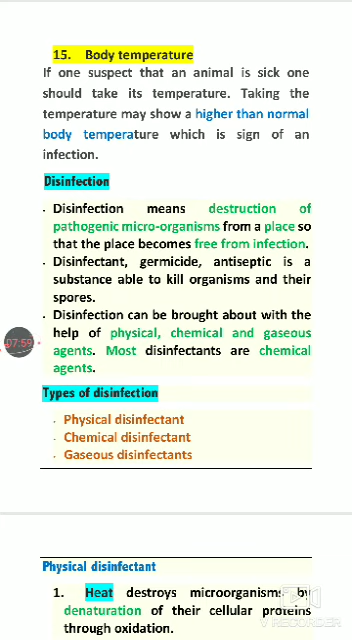 15. Body temperature
If one suspect that an animal is sick one
should take its temperature. Taking the
temperature may show a higher than normal
body temperature which is sign of an
infection.
Disinfection
· Disinfection means destruction of
pathogenic micro-organisms from a place so
that the place becomes free from infection.
· Disinfectant, germicide, antiseptic is a
substance able to kill organisms and their
spores.
· Disinfection can be brought about with the
help of physical, chemical and gaseous
07:59
agents. Most disinfectants are chemical
agents.
Types of disinfection
· Physical disinfectant
· Chemical disinfectant
· Gaseous disinfectants
Physical disinfectant
1. Heat destroys microorganisms by
denaturation of their cellular proteins
through oxidation.
V RECORDER